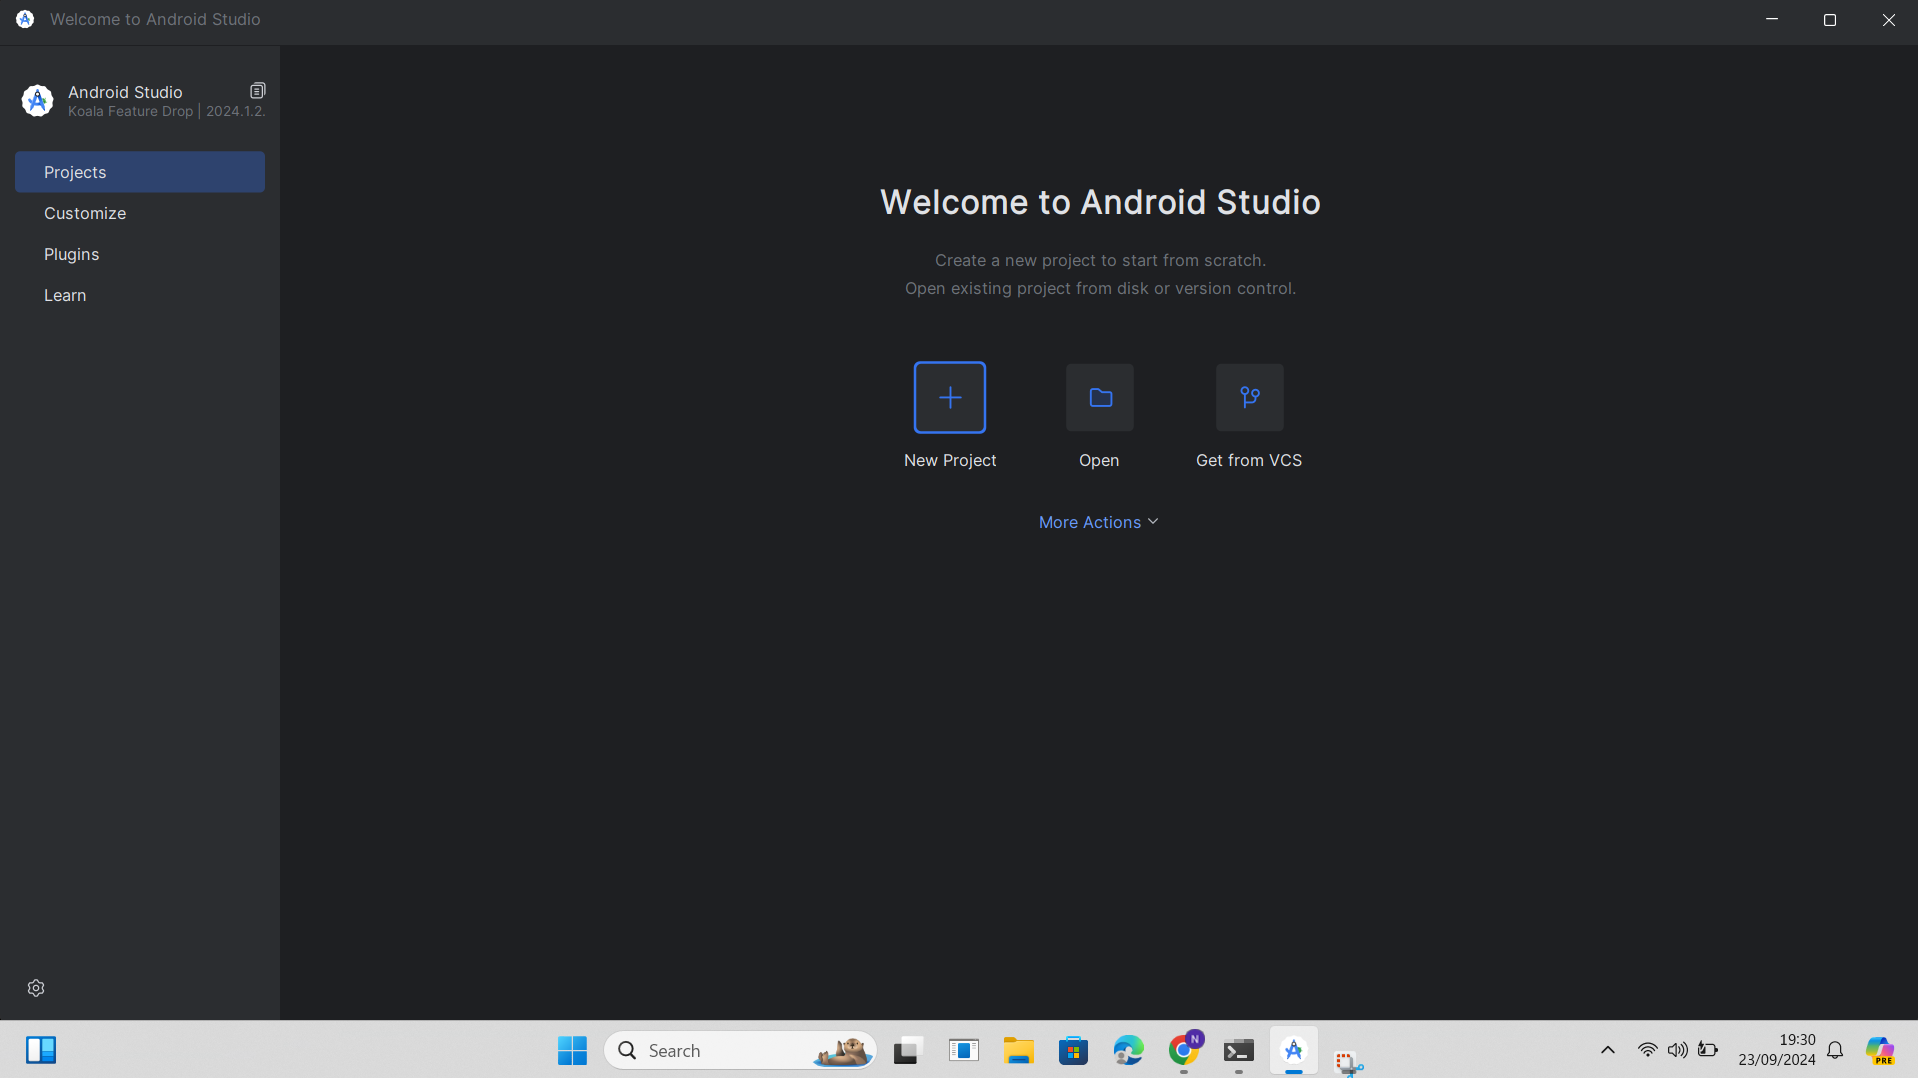 Welcome to Android Studio
Android Studio
Koala Feature Drop | 2024.1.2.
Projects
Customize
Plugins
Learn
Welcome to Android Studio
Create a new project to start from scratch.
Open existing project from disk or version control.
New Project
Open
Get from VCS
More Actions
Search
N
19:30
23/09/2024
PRE